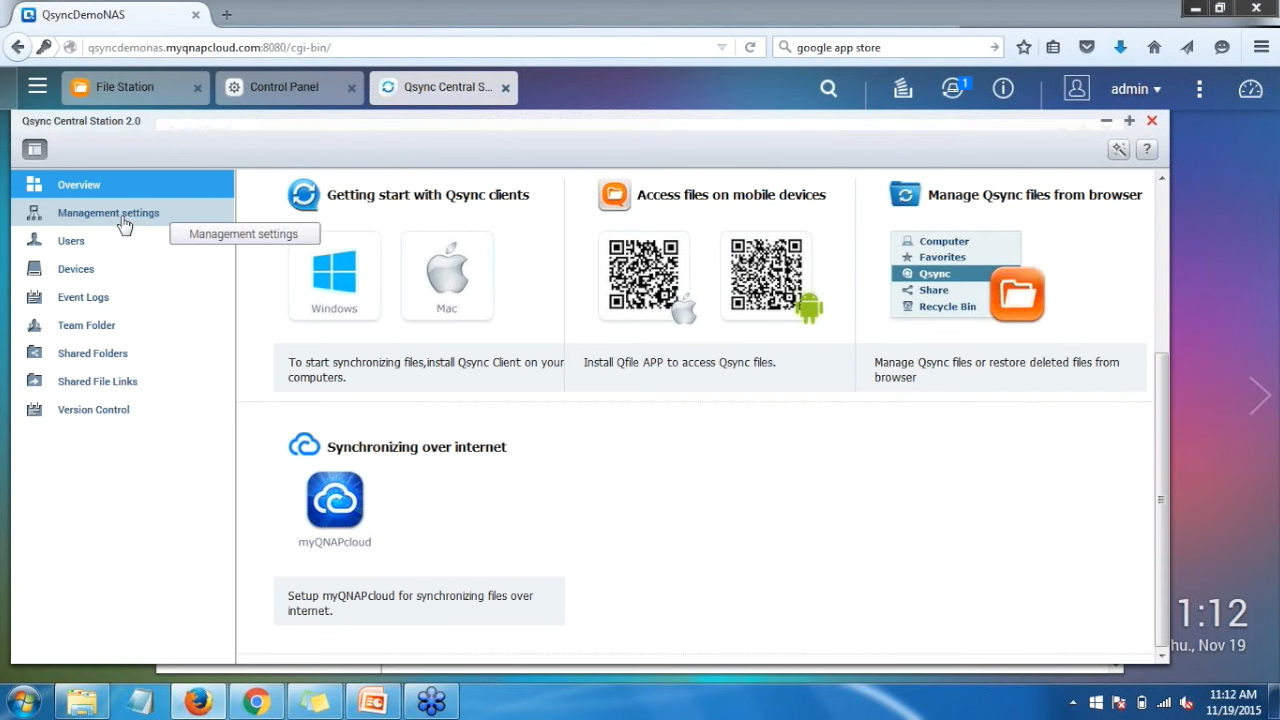 QsyncDemoNAS
qsyncdemonas.myqnapcloud.com:8080/cgi-bin/
google app store
File Station
Control Panel
Qsync Central S...
1
admin
Qsync Central Station 2.0
?
Overview
Management settings
Users
Devices
Event Logs
Team Folder
Shared Folders
Shared File Links
Version Control
Management settings
Getting start with Qsync clients
Windows
Mac
To start synchronizing files,install Qsync Client on your
computers.
Access files on mobile devices
Install Qfile APP to access Qsync files.
Manage Qsync files from browser
Computer
Favorites
Qsync
Share
Recycle Bin
Manage Qsync files or restore deleted files from
browser
Synchronizing over internet
myQNAPcloud
Setup myQNAPcloud for synchronizing files over
internet.
1:12
hu., Nov 19
11:12 AM
11/19/2015